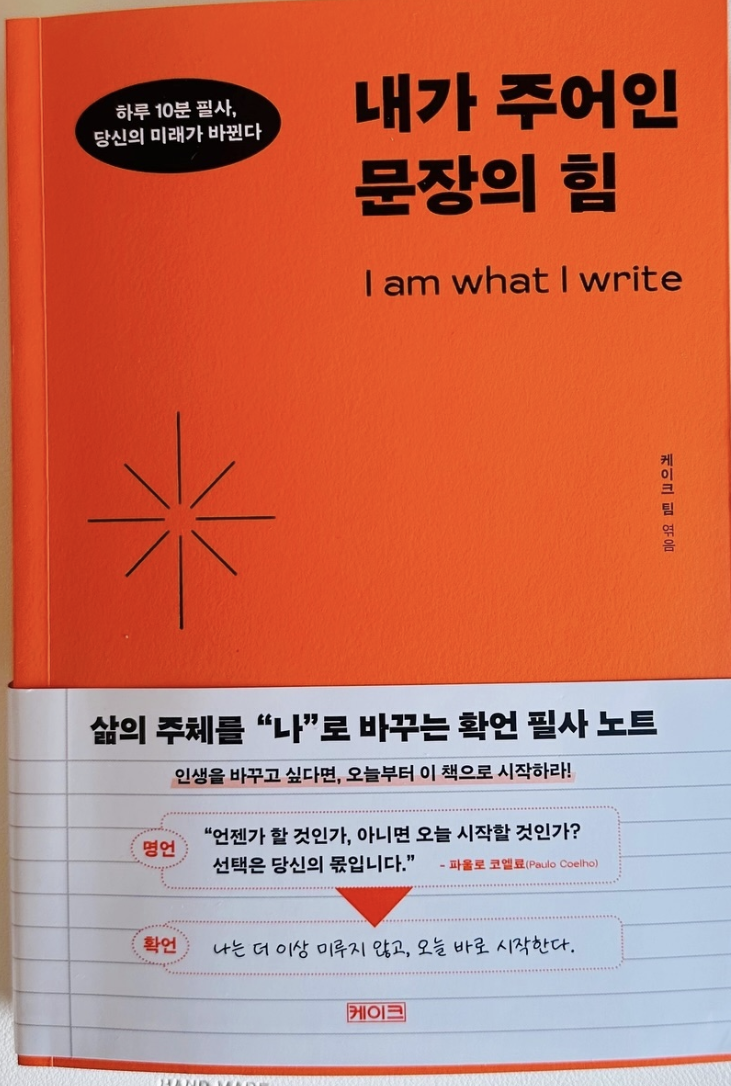 하루 10분 필사,
당신의 미래가 바뀐다
내가 주어인
문장의 힘
I am what I write
케이크 팀 엮음
삶의 주체를 “나”로 바꾸는 확언 필사 노트
인생을 바꾸고 싶다면, 오늘부터 이 책으로 시작하라!
명언
“언젠가 할 것인가, 아니면 오늘 시작할 것인가?
선택은 당신의 몫입니다.” - 파울로 코엘료(Paulo Coelho)
확언
나는 더 이상 미루지 않고, 오늘 바로 시작한다.
케이크